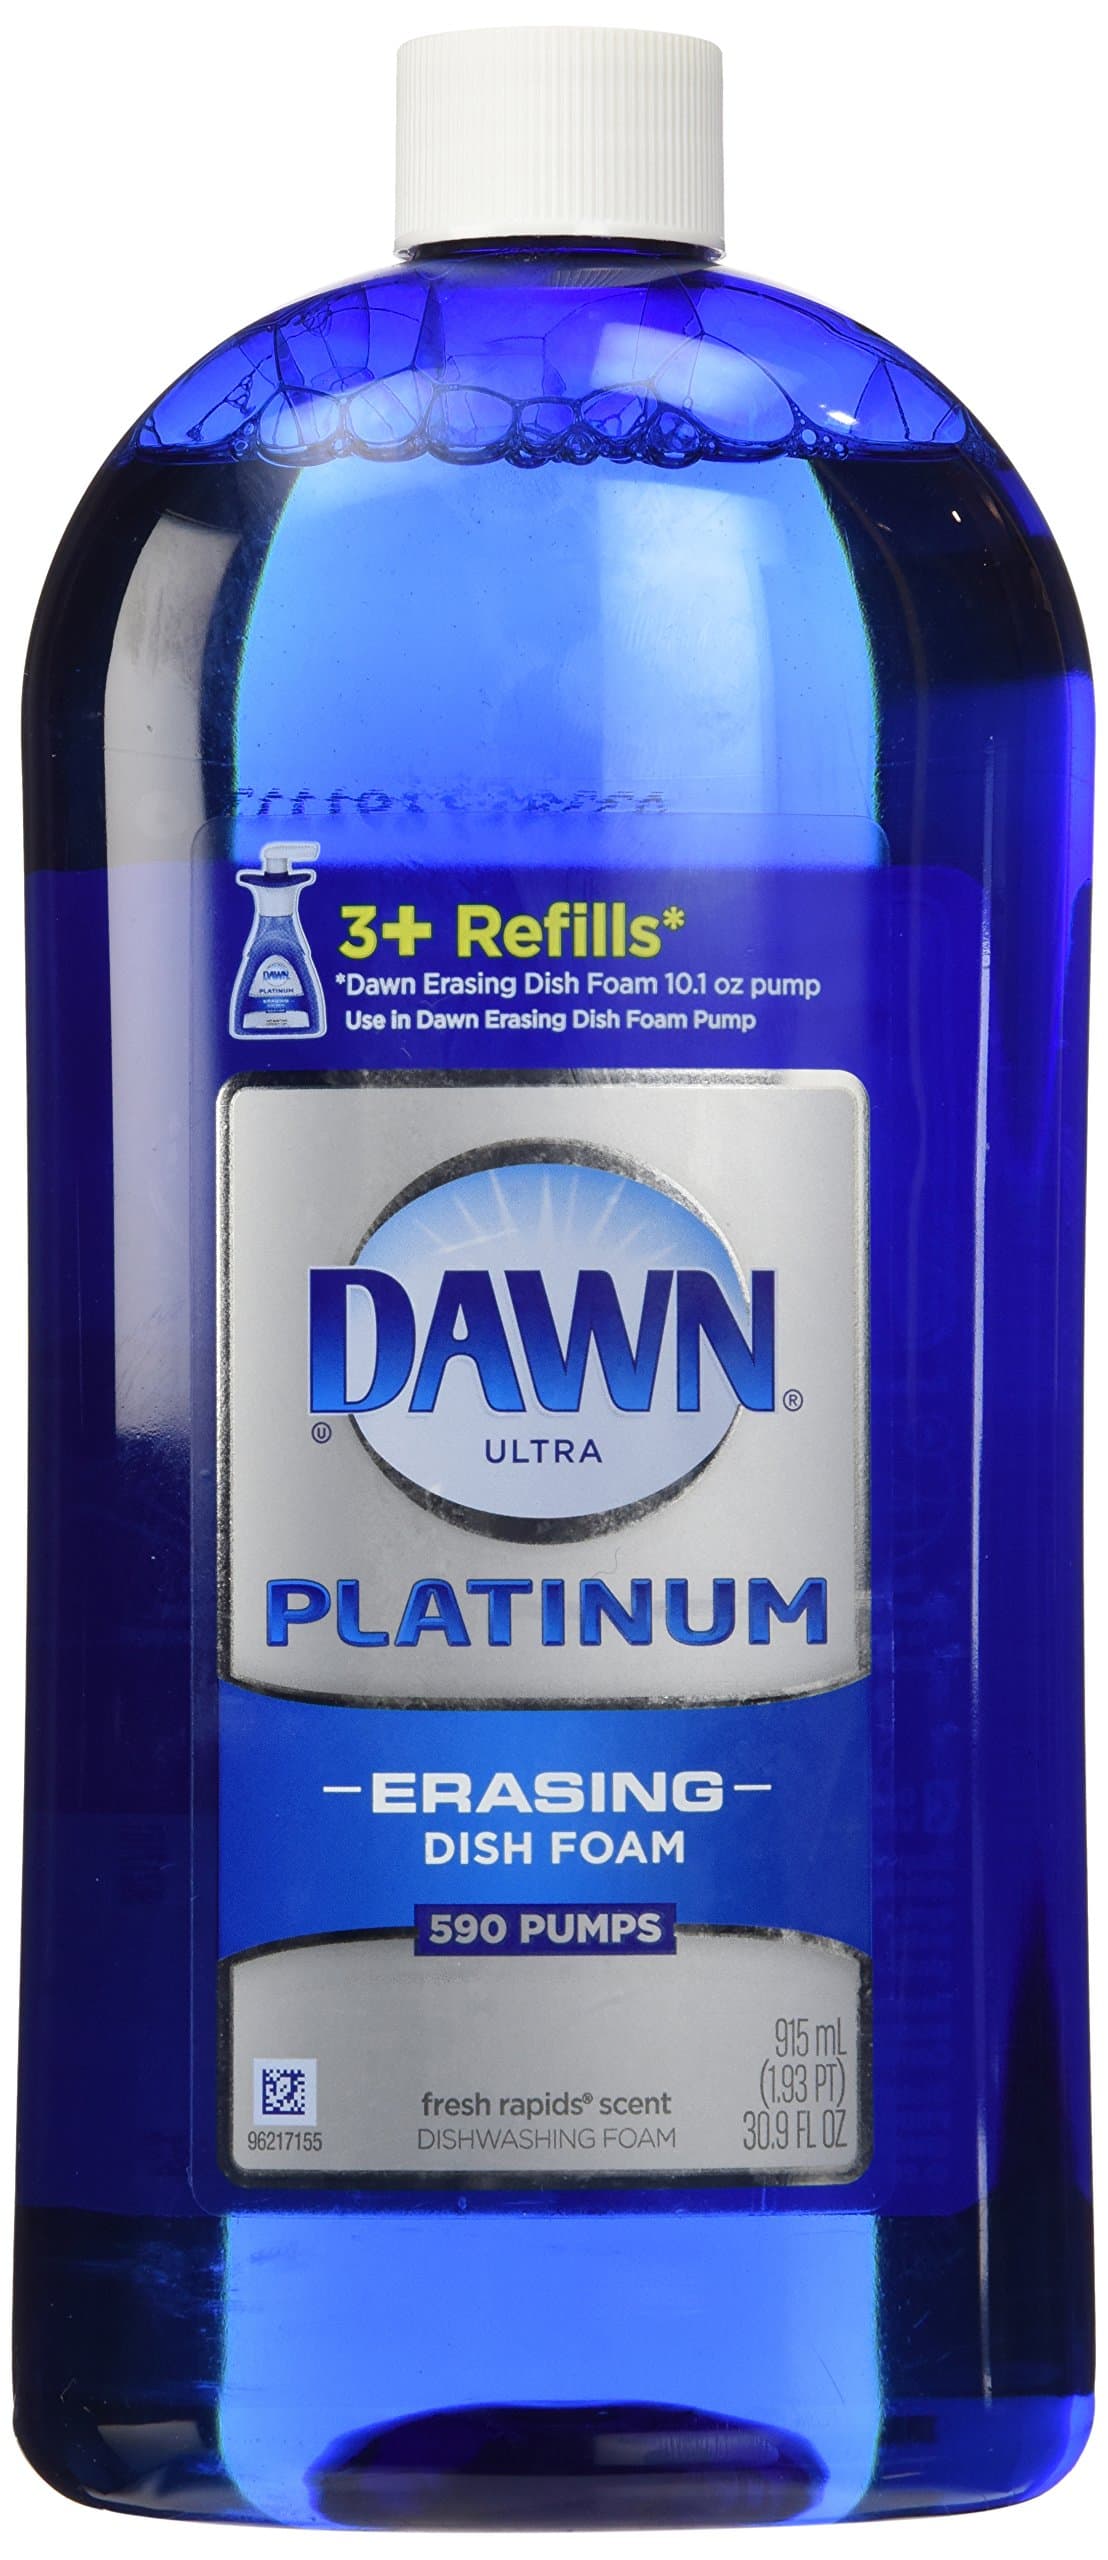 3+ Refills*
*Dawn Erasing Dish Foam 10.1 oz pump
Use in Dawn Erasing Dish Foam Pump
DAWN
PLATINUM
DAWN®
Ⓤ
ULTRA
PLATINUM
–ERASING–
DISH FOAM
590 PUMPS
915 mL
(1.93 PT)
30.9 FL OZ
fresh rapids® scent
DISHWASHING FOAM
96217155